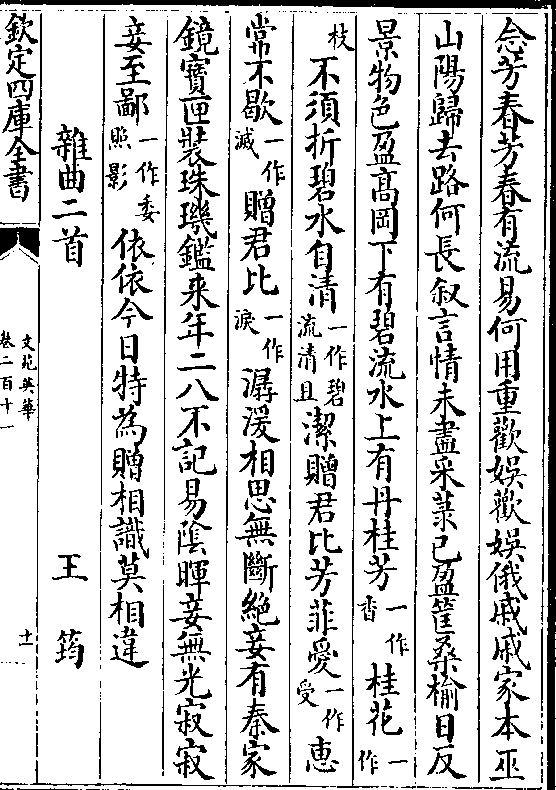 念芳春芳春有流易何用重歡娛歡娛俄戚戚家本巫
山陽歸去路何長叙言情未盡采菉已盈筐桑榆日反
景物色盈高岡下有碧流水上有丹桂芳一作香桂花一作
枝不須折碧水自清一作碧流清且潔贈君比芳菲愛一作受惠
常不歇一作滅贈君比一作淚潺湲相思無斷絶妾有秦家
鏡寳匣裝珠璣鑑来年二八不記易隂暉妾無光寂寂
妾至鄙一作委照影依依今日特為贈相識莫相違
雜曲二首 王筠
欽定四庫全書
文苑英華
卷二百十一
十一